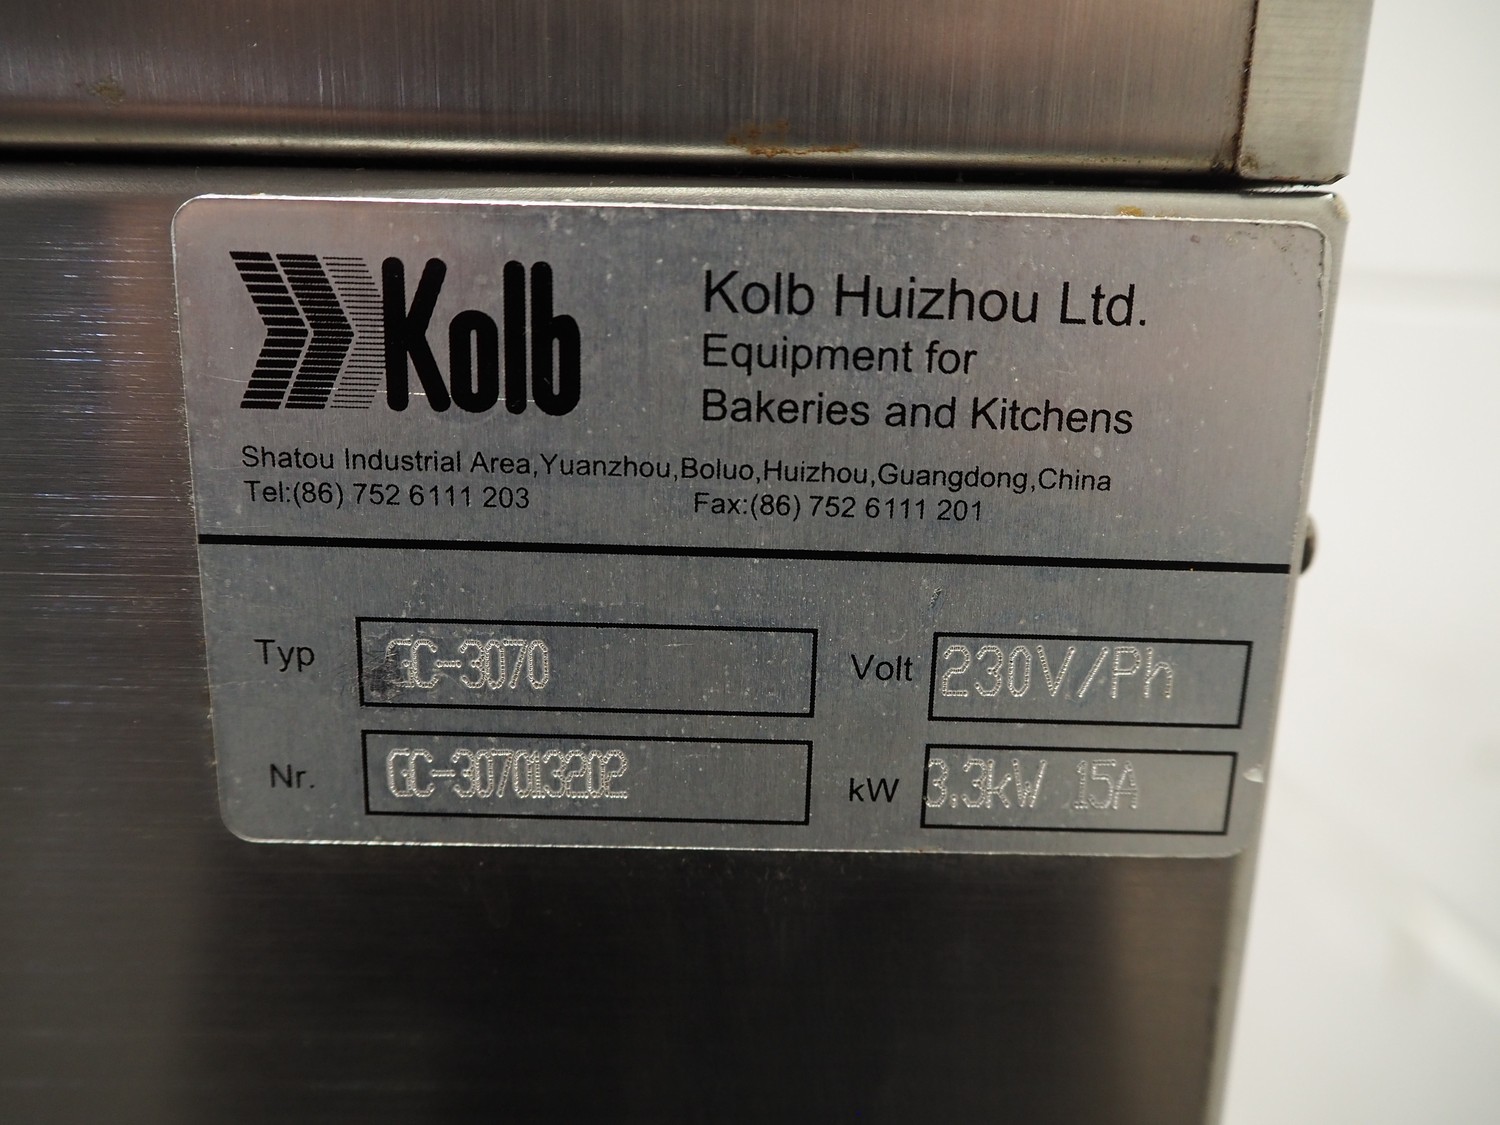 Kolb
Kolb Huizhou Ltd.
Equipment for
Bakeries and Kitchens
Shatou Industrial Area,Yuanzhou,Boluo,Huizhou,Guangdong,China
Tel:(86) 752 6111 203 Fax:(86) 752 6111 201
Typ GC-3070 Volt 230V/Ph
Nr. GC-307013202 kW 3.3kW 15A